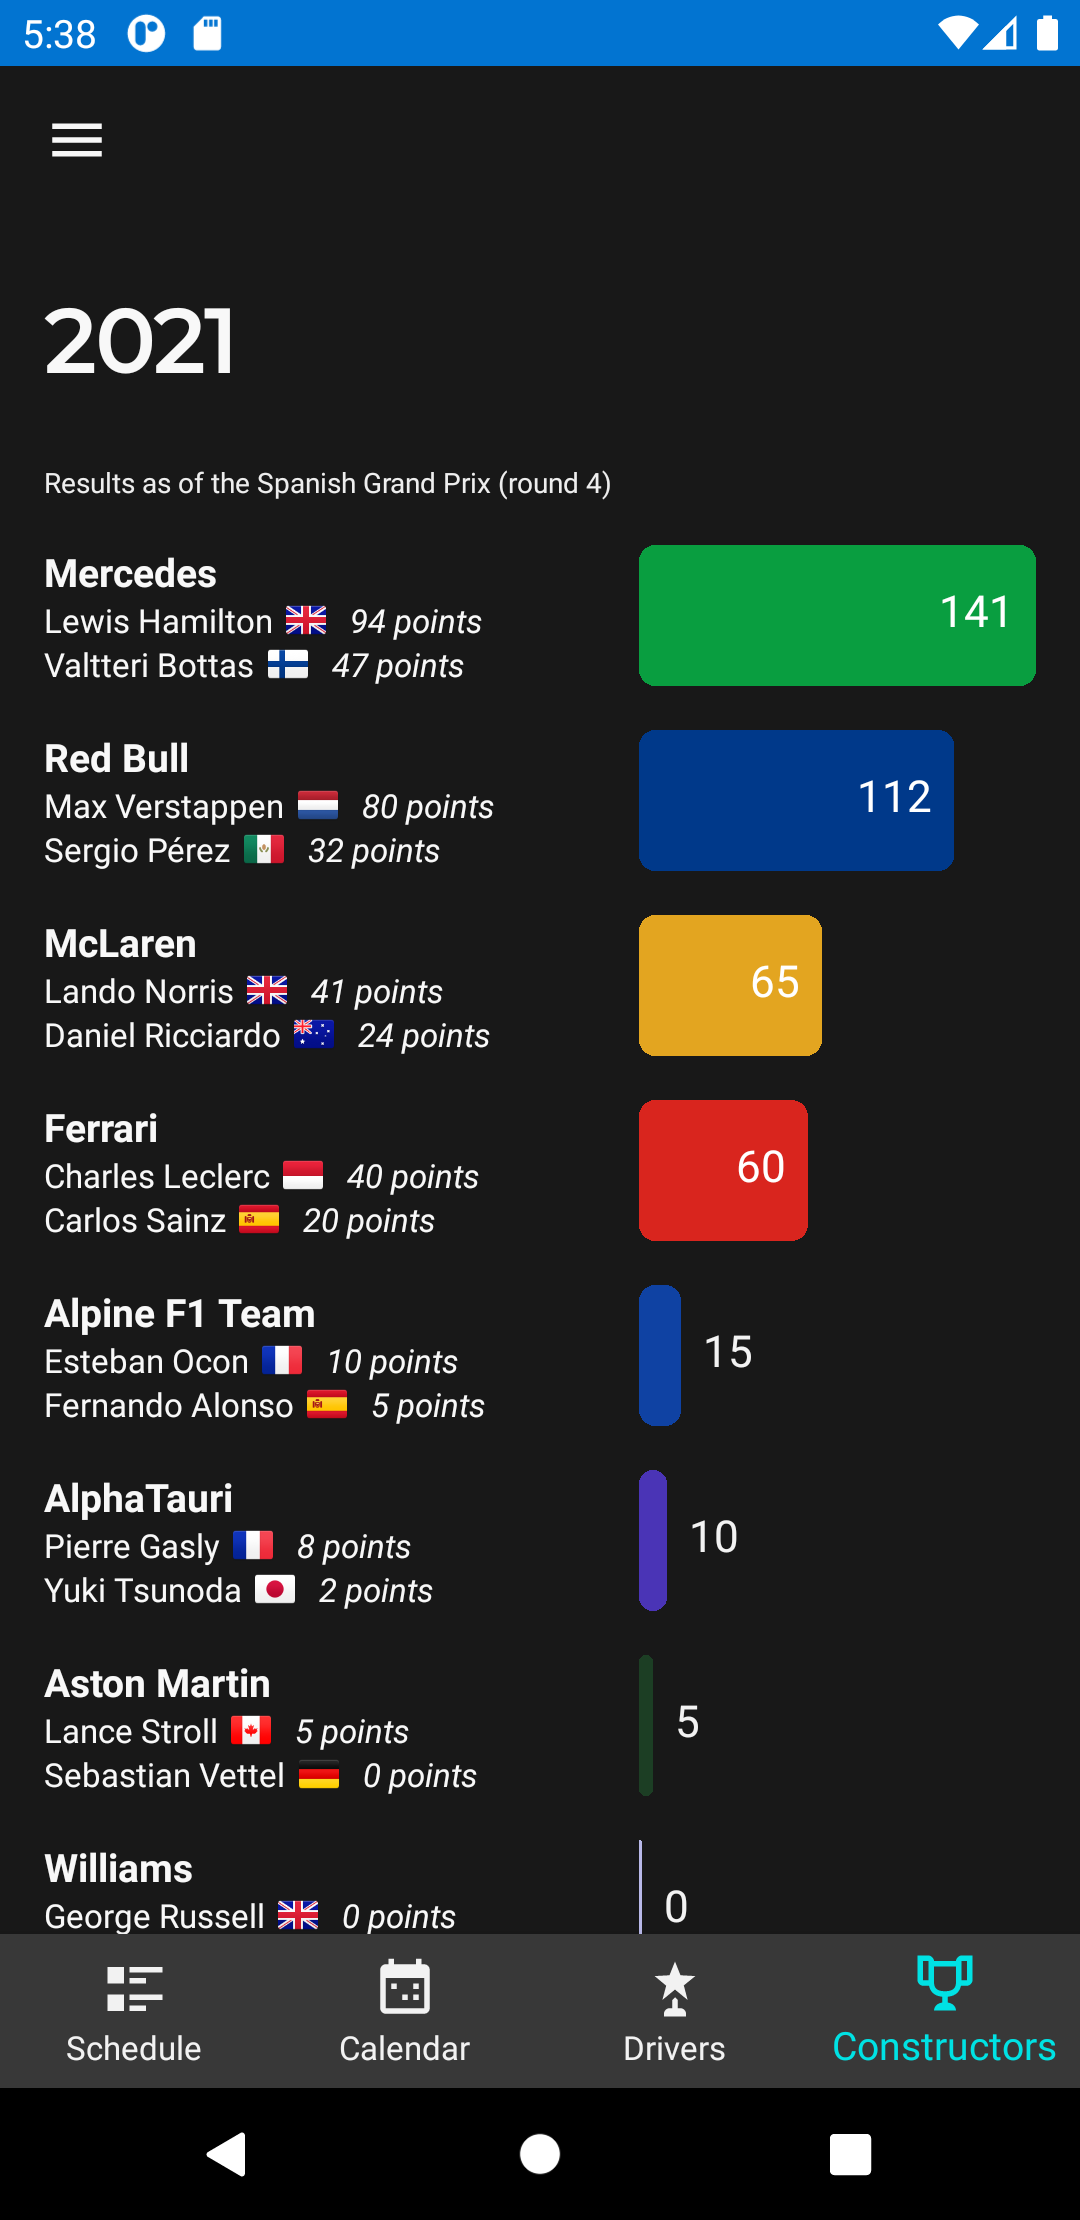 5:38
2021
Results as of the Spanish Grand Prix (round 4)
Mercedes
Lewis Hamilton 94 points
Valtteri Bottas 47 points
141
Red Bull
Max Verstappen 80 points
Sergio Pérez 32 points
112
McLaren
Lando Norris 41 points
Daniel Ricciardo 24 points
65
Ferrari
Charles Leclerc 40 points
Carlos Sainz 20 points
60
Alpine F1 Team
Esteban Ocon 10 points
Fernando Alonso 5 points
15
AlphaTauri
Pierre Gasly 8 points
Yuki Tsunoda 2 points
10
Aston Martin
Lance Stroll 5 points
Sebastian Vettel 0 points
5
Williams
George Russell 0 points
0
Schedule
Calendar
Drivers
Constructors